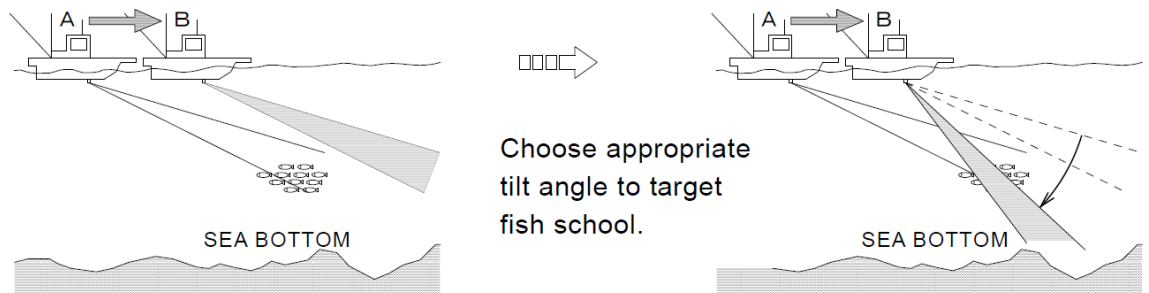 A B
A B
Choose appropriate
tilt angle to target
fish school.
SEA BOTTOM
SEA BOTTOM